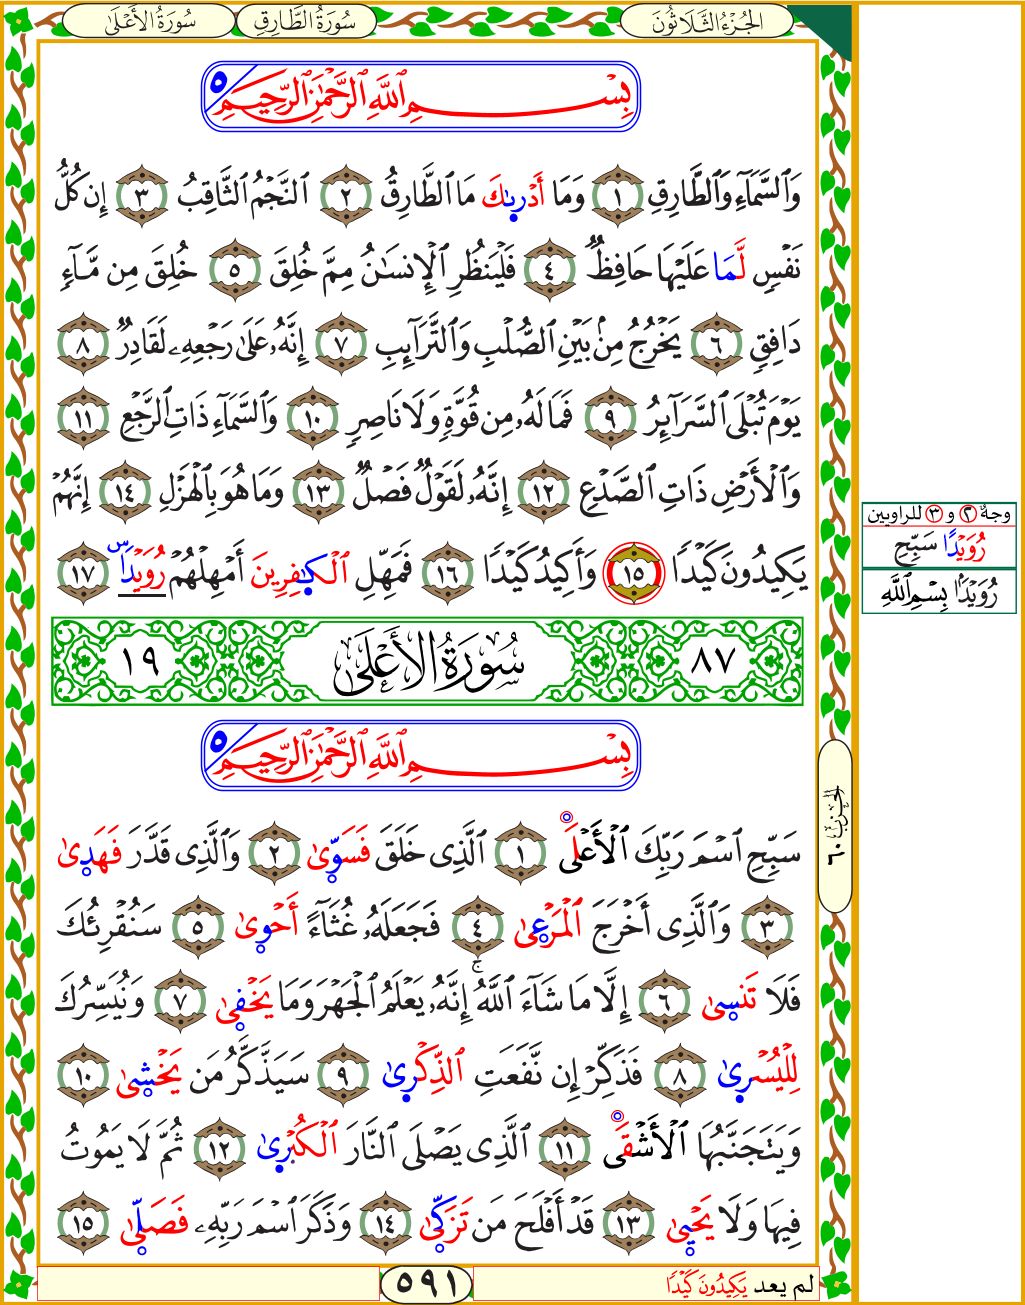 الجُزْءُ الثَّلَاثُونَ
سُورَةُ الطَّارِقِ
سُورَةُ الأَعْلَىٰ
بِسْمِ ٱللَّهِ ٱلرَّحْمَٰنِ ٱلرَّحِيمِ ٥
وَٱلسَّمَآءِ وَٱلطَّارِقِ ١ وَمَآ أَدْرَىٰكَ مَا ٱلطَّارِقُ ٢ ٱلنَّجْمُ ٱلثَّاقِبُ ٣ إِن كُلُّ
نَفْسٍ لَّمَا عَلَيْهَا حَافِظٌ ٤ فَلْيَنظُرِ ٱلْإِنسَٰنُ مِمَّ خُلِقَ ٥ خُلِقَ مِن مَّآءٍ
دَافِقٍ ٦ يَخْرُجُ مِنۢ بَيْنِ ٱلصُّلْبِ وَٱلتَّرَآئِبِ ٧ إِنَّهُۥ عَلَىٰ رَجْعِهِۦ لَقَادِرٌ ٨
يَوْمَ تُبْلَى ٱلسَّرَآئِرُ ٩ فَمَا لَهُۥ مِن قُوَّةٍ وَلَا نَاصِرٍ ١٠ وَٱلسَّمَآءِ ذَاتِ ٱلرَّجْعِ ١١
وَٱلْأَرْضِ ذَاتِ ٱلصَّدْعِ ١٢ إِنَّهُۥ لَقَوْلٌ فَصْلٌ ١٣ وَمَا هُوَ بِٱلْهَزْلِ ١٤ إِنَّهُمْ
يَكِيدُونَ كَيْدًا ١٥ وَأَكِيدُ كَيْدًا ١٦ فَمَهِّلِ ٱلْكَٰفِرِينَ أَمْهِلْهُمْ رُوَيْدًۢا ١٧
وجهٌ ٢ و ٣ للراويين
رُوَيْدًا سَبِّحِ
رُوَيْدًۢا بِسْمِ ٱللَّهِ
٨٧ سُورَةُ الأَعْلَىٰ ١٩
بِسْمِ ٱللَّهِ ٱلرَّحْمَٰنِ ٱلرَّحِيمِ ٥
سَبِّحِ ٱسْمَ رَبِّكَ ٱلْأَعْلَى ١ ٱلَّذِى خَلَقَ فَسَوَّىٰ ٢ وَٱلَّذِى قَدَّرَ فَهَدَىٰ
٣ وَٱلَّذِىٓ أَخْرَجَ ٱلْمَرْعَىٰ ٤ فَجَعَلَهُۥ غُثَآءً أَحْوَىٰ ٥ سَنُقْرِئُكَ
فَلَا تَنسَىٰٓ ٦ إِلَّا مَا شَآءَ ٱللَّهُ ۚ إِنَّهُۥ يَعْلَمُ ٱلْجَهْرَ وَمَا يَخْفَىٰ ٧ وَنُيَسِّرُكَ
لِلْيُسْرَىٰ ٨ فَذَكِّرْ إِن نَّفَعَتِ ٱلذِّكْرَىٰ ٩ سَيَذَّكَّرُ مَن يَخْشَىٰ ١٠
وَيَتَجَنَّبُهَا ٱلْأَشْقَى ١١ ٱلَّذِى يَصْلَى ٱلنَّارَ ٱلْكُبْرَىٰ ١٢ ثُمَّ لَا يَمُوتُ
فِيهَا وَلَا يَحْيَىٰ ١٣ قَدْ أَفْلَحَ مَن تَزَكَّىٰ ١٤ وَذَكَرَ ٱسْمَ رَبِّهِۦ فَصَلَّىٰ ١٥
الحزب ٦٠
لم يعد يَكِيدُونَ كَيْدًا
٥٩١